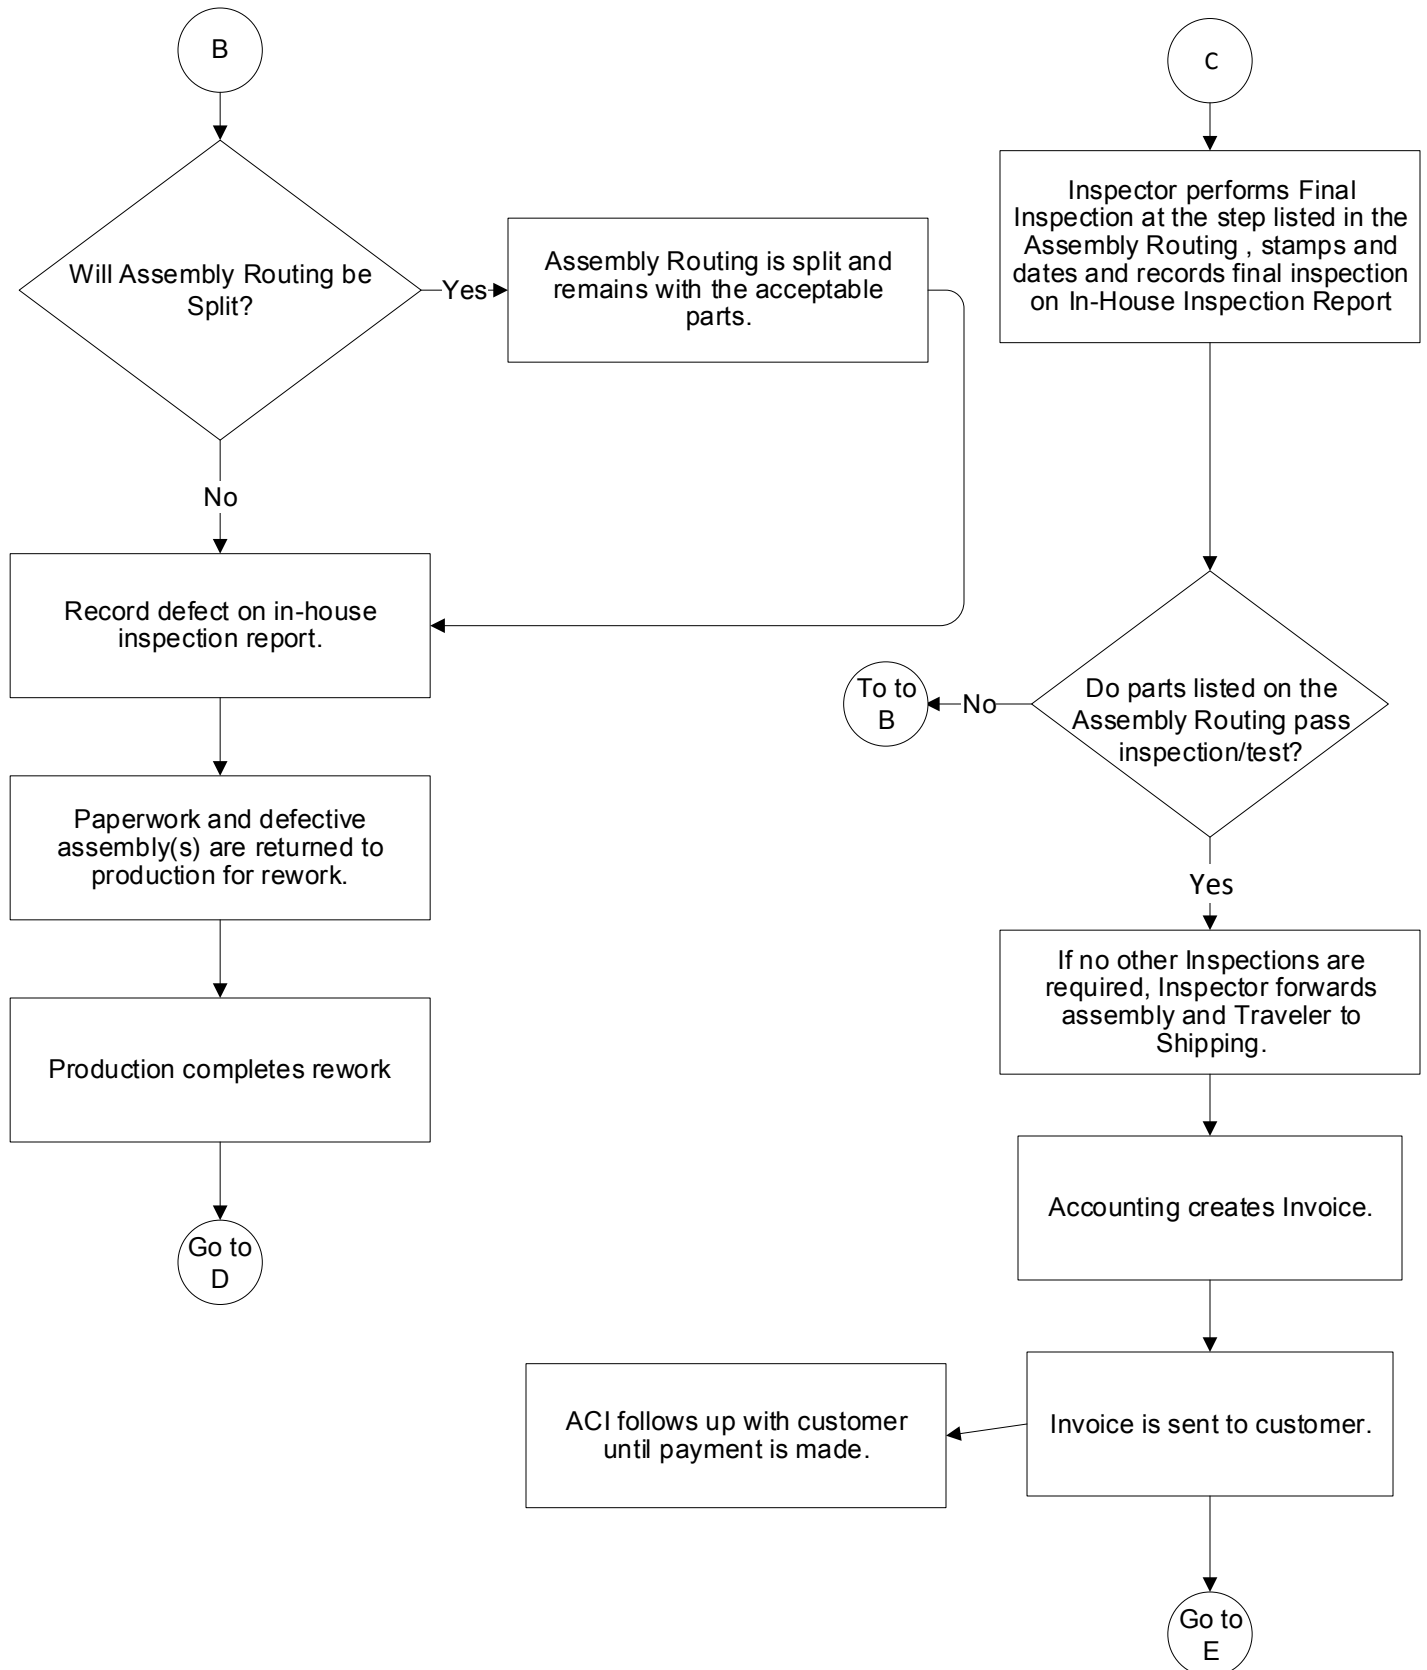 B
Will Assembly Routing be
Split?
Yes
Assembly Routing is split and
remains with the acceptable
parts.
No
Record defect on in-house
inspection report.
Paperwork and defective
assembly(s) are returned to
production for rework.
Production completes rework
Go to
D
C
Inspector performs Final
Inspection at the step listed in the
Assembly Routing , stamps and
dates and records final inspection
on In-House Inspection Report
Do parts listed on the
Assembly Routing pass
inspection/test?
No
To to
B
Yes
If no other Inspections are
required, Inspector forwards
assembly and Traveler to
Shipping.
Accounting creates Invoice.
Invoice is sent to customer.
ACI follows up with customer
until payment is made.
Go to
E